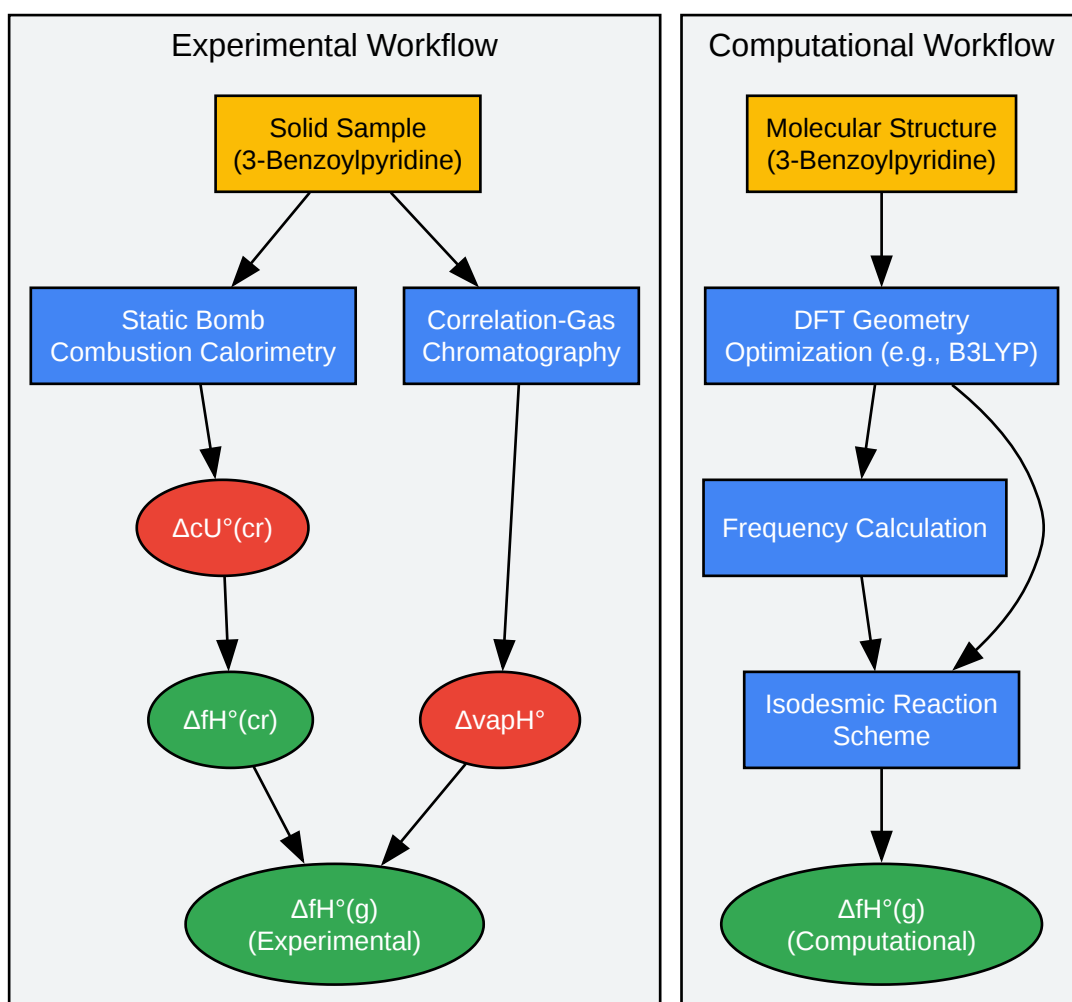 Experimental Workflow
Solid Sample
(3-Benzoylpyridine)
Static Bomb
Combustion Calorimetry
Correlation-Gas
Chromatography
ΔcU°(cr)
ΔfH°(cr)
ΔvapH°
ΔfH°(g)
(Experimental)
Computational Workflow
Molecular Structure
(3-Benzoylpyridine)
DFT Geometry
Optimization (e.g., B3LYP)
Frequency Calculation
Isodesmic Reaction
Scheme
ΔfH°(g)
(Computational)